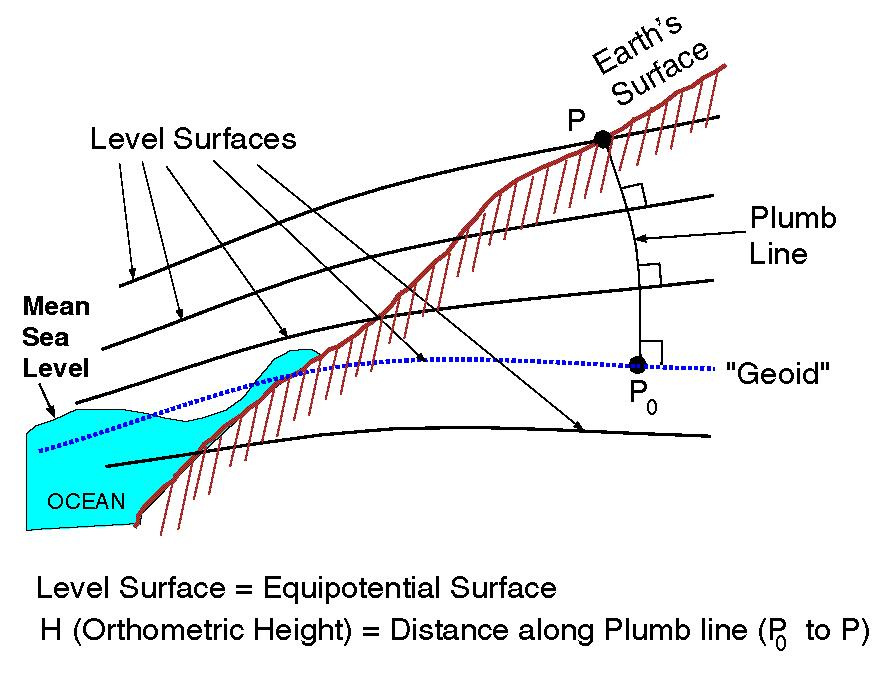 Earth's
Surface
P
Level Surfaces
Plumb
Line
Mean
Sea
Level
"Geoid"
P0
OCEAN
Level Surface = Equipotential Surface
H (Orthometric Height) = Distance along Plumb line (P0 to P)